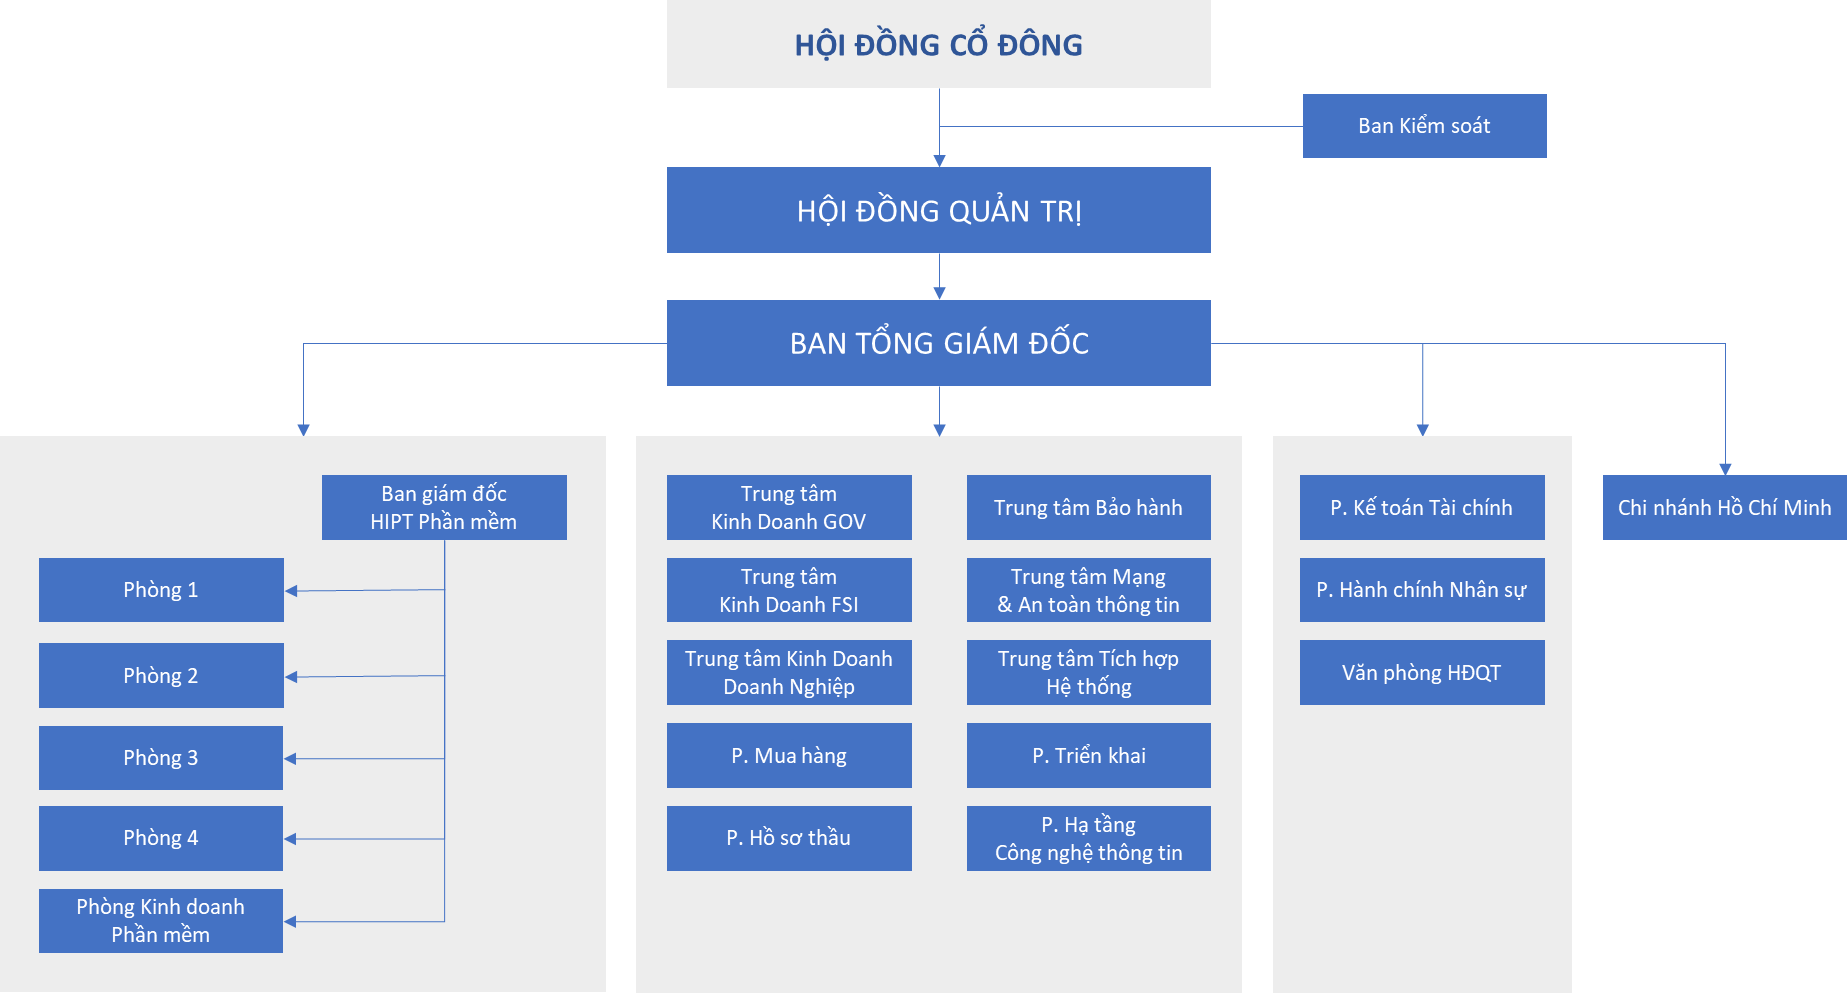 HỘI ĐỒNG CỔ ĐÔNG
Ban Kiểm soát
HỘI ĐỒNG QUẢN TRỊ
BAN TỔNG GIÁM ĐỐC
Ban giám đốc
HIPT Phần mềm
Phòng 1
Phòng 2
Phòng 3
Phòng 4
Phòng Kinh doanh
Phần mềm
Trung tâm
Kinh Doanh GOV
Trung tâm
Kinh Doanh FSI
Trung tâm Kinh Doanh
Doanh Nghiệp
P. Mua hàng
P. Hồ sơ thầu
Trung tâm Bảo hành
Trung tâm Mạng
& An toàn thông tin
Trung tâm Tích hợp
Hệ thống
P. Triển khai
P. Hạ tầng
Công nghệ thông tin
P. Kế toán Tài chính
P. Hành chính Nhân sự
Văn phòng HĐQT
Chi nhánh Hồ Chí Minh